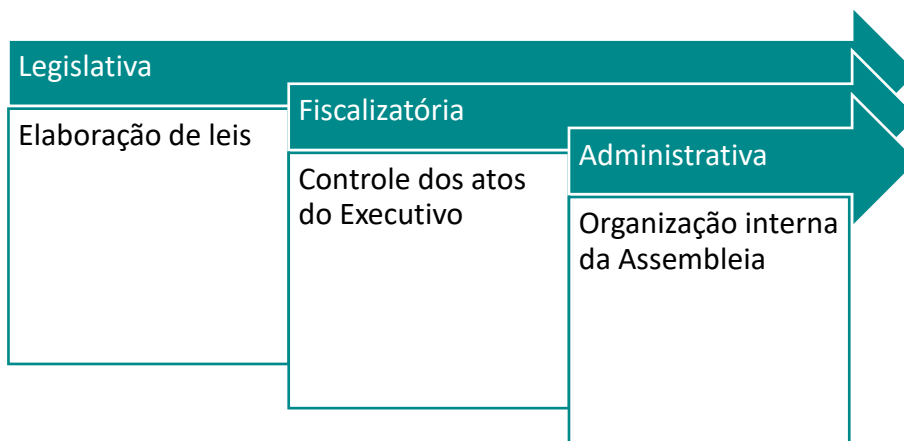 Legislativa
Elaboração de leis
Fiscalizatória
Controle dos atos
do Executivo
Administrativa
Organização interna
da Assembleia